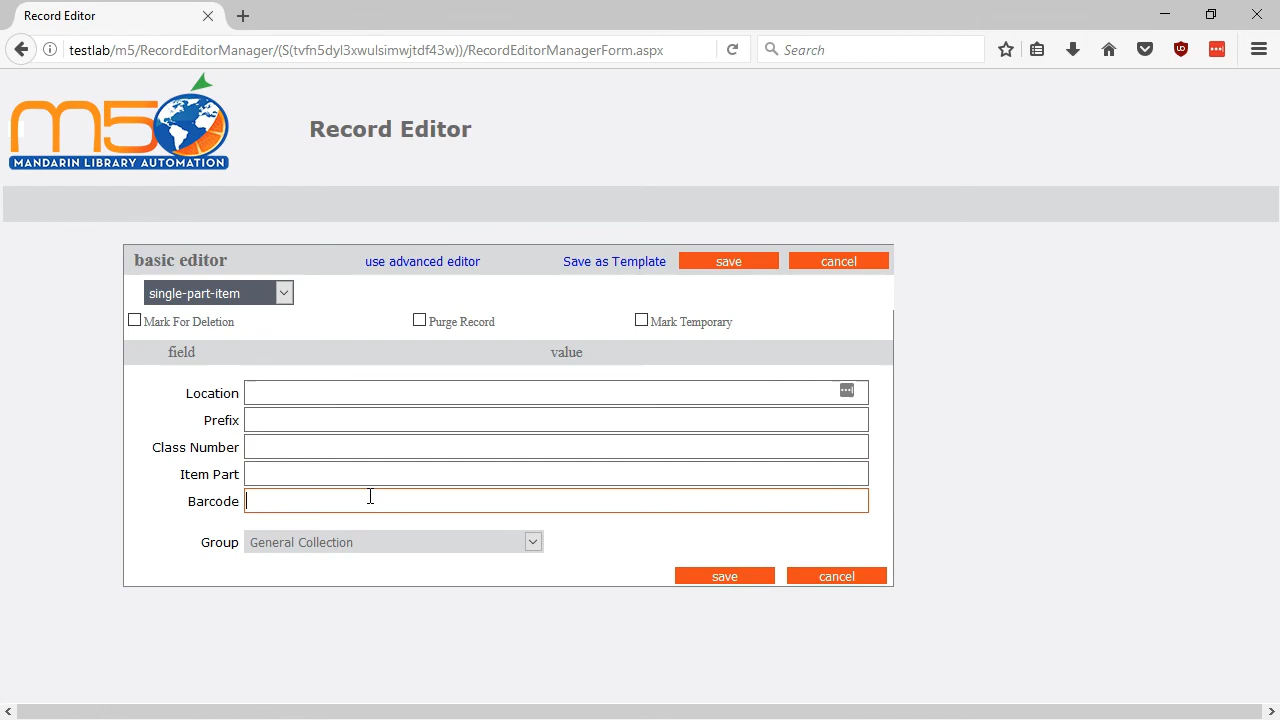 Record Editor
testlab/m5/RecordEditorManager/(S(tvfn5dyl3xwulsimwjtdf43w))/RecordEditorManagerForm.aspx
Search
m5
MANDARIN LIBRARY AUTOMATION
Record Editor
basic editor use advanced editor Save as Template save cancel
single-part-item
Mark For Deletion Purge Record Mark Temporary
field value
Location
Prefix
Class Number
Item Part
Barcode
Group General Collection
save cancel